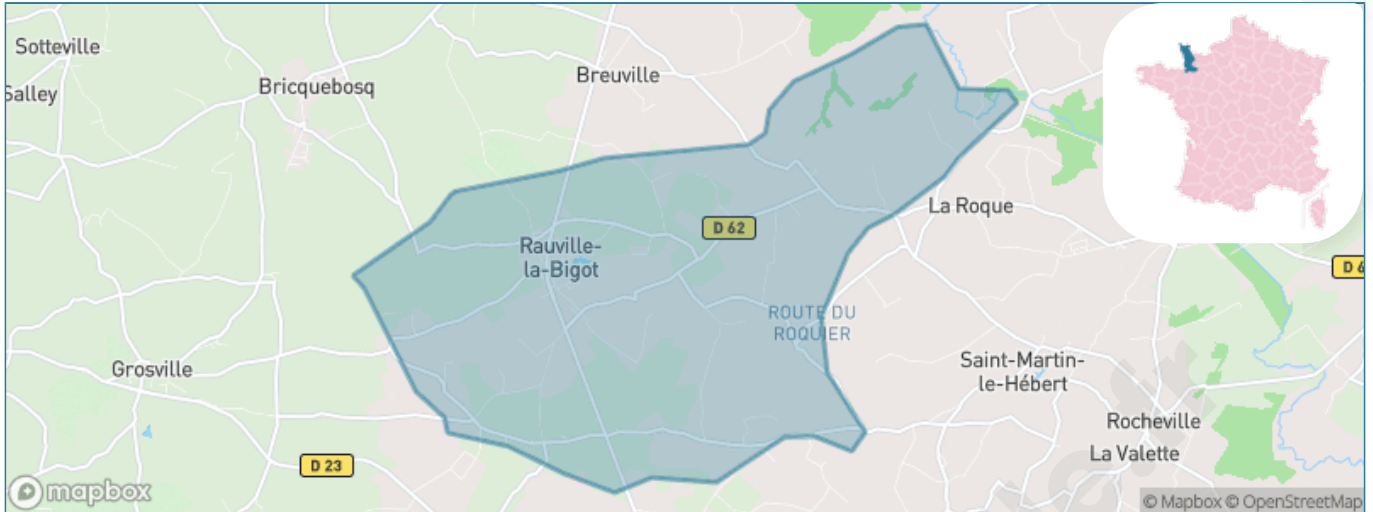 Sotteville
Salley
Bricquebosq
Breuville
La Roque
D 62
Rauville-
la-Bigot
D 6
ROUTE DU
ROQUIER
Grosville
Saint-Martin-
le-Hébert
Rocheville
La Valette
D 23
mapbox
© Mapbox © OpenStreetMap